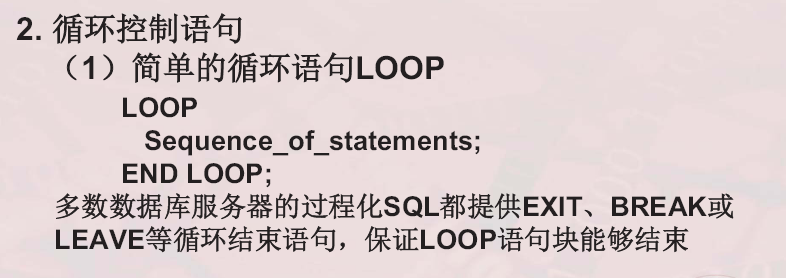 2. 循环控制语句
（1）简单的循环语句LOOP
LOOP
Sequence_of_statements;
END LOOP;
多数数据库服务器的过程化SQL都提供EXIT、BREAK或
LEAVE等循环结束语句，保证LOOP语句块能够结束